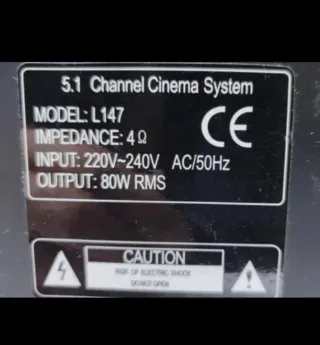 5.1 Channel Cinema System
MODEL: L147
IMPEDANCE: 4Ω
INPUT: 220V~240V AC/50Hz
OUTPUT: 80W RMS
CE
CAUTION
RISK OF ELECTRIC SHOCK
DO NOT OPEN